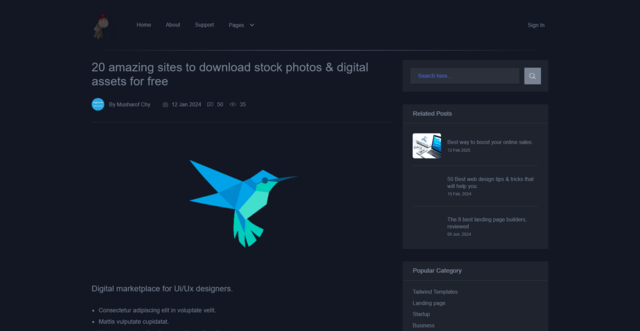 Home About Support Pages Sign In
20 amazing sites to download stock photos & digital
assets for free
By Musharof Chy 12 Jan 2024 50 35
Digital marketplace for Ui/Ux designers.
Consectetur adipiscing elit in voluptate velit.
Mattis vulputate cupidatat.
Search here...
Related Posts
Best way to boost your online sales.
12 Feb 2025
50 Best web design tips & tricks that
will help you.
15 Feb, 2024
The 8 best landing page builders,
reviewed
05 Jun, 2024
Popular Category
Tailwind Templates
Landing page
Startup
Business